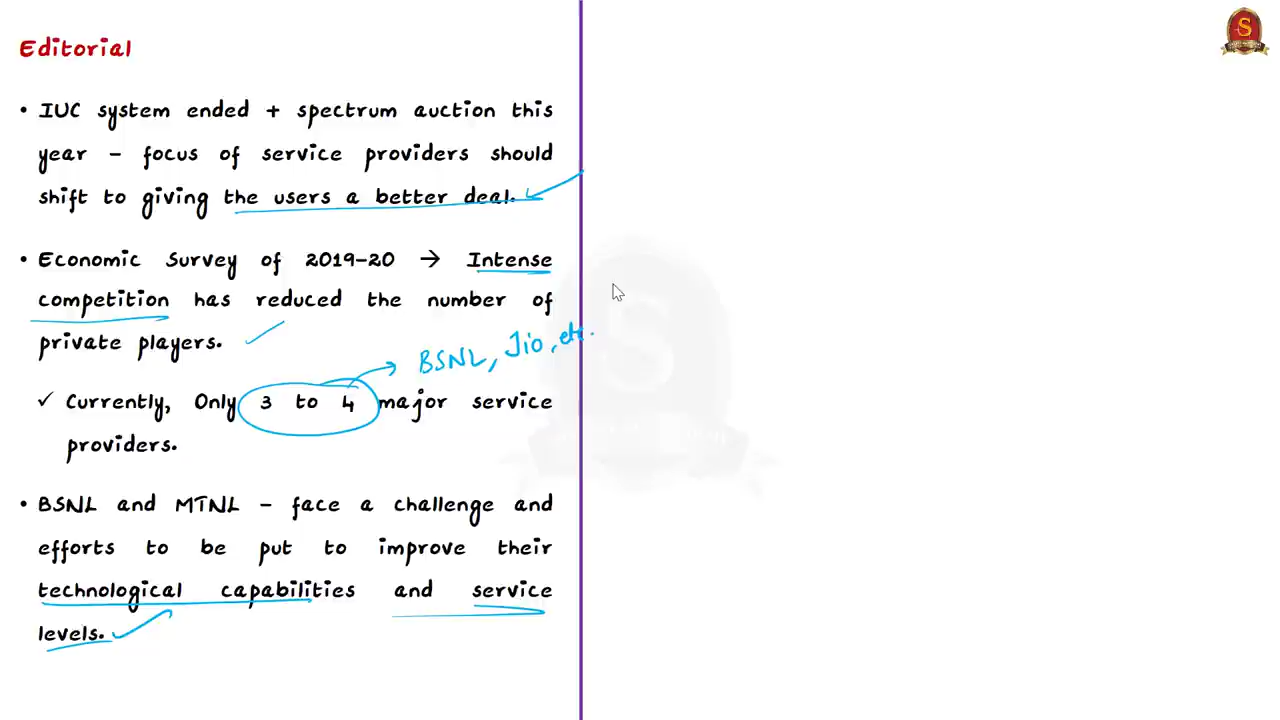 Editorial
• IUC system ended + spectrum auction this
year – focus of service providers should
shift to giving the users a better deal.
• Economic Survey of 2019-20 → Intense
competition has reduced the number of
private players.
BSNL, Jio, etc.
✓ Currently, Only 3 to 4 major service
providers.
• BSNL and MTNL – face a challenge and
efforts to be put to improve their
technological capabilities and service
levels.